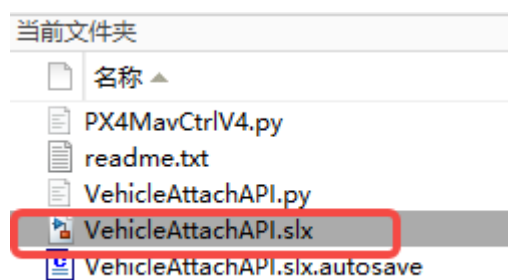 当前文件夹
名称
PX4MavCtrlV4.py
readme.txt
VehicleAttachAPI.py
VehicleAttachAPI.slx
VehicleAttachAPI.slx.autosave